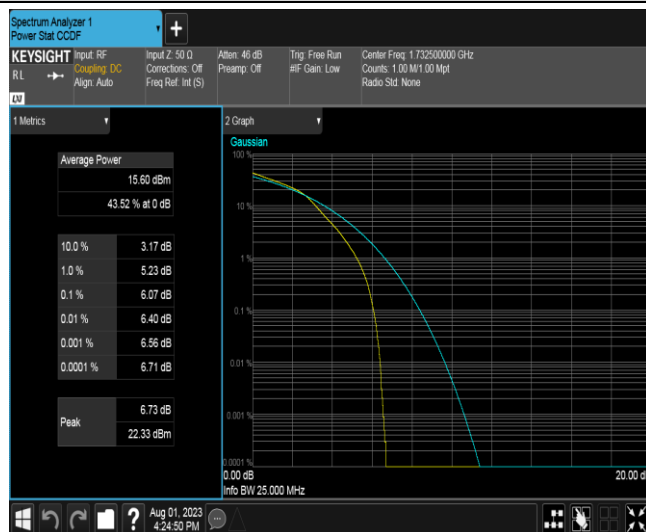 Spectrum Analyzer 1
Power Stat CCDF
+
KEYSIGHT
RL
LXI
Input: RF
Coupling: DC
Align: Auto
Input Z: 50 Ω
Corrections: Off
Freq Ref: Int (S)
Atten: 46 dB
Preamp: Off
Trig: Free Run
#IF Gain: Low
Center Freq: 1.732500000 GHz
Counts: 1.00 M/1.00 Mpt
Radio Std: None
1 Metrics
Average Power
15.60 dBm
43.52 % at 0 dB
10.0 % 3.17 dB
1.0 % 5.23 dB
0.1 % 6.07 dB
0.01 % 6.40 dB
0.001 % 6.56 dB
0.0001 % 6.71 dB
Peak
6.73 dB
22.33 dBm
2 Graph
Gaussian
100 %
10 %
1 %
0.1 %
0.01 %
0.001 %
0.0001 %
0.00 dB
20.00 d
Info BW 25.000 MHz
?
Aug 01, 2023
4:24:50 PM